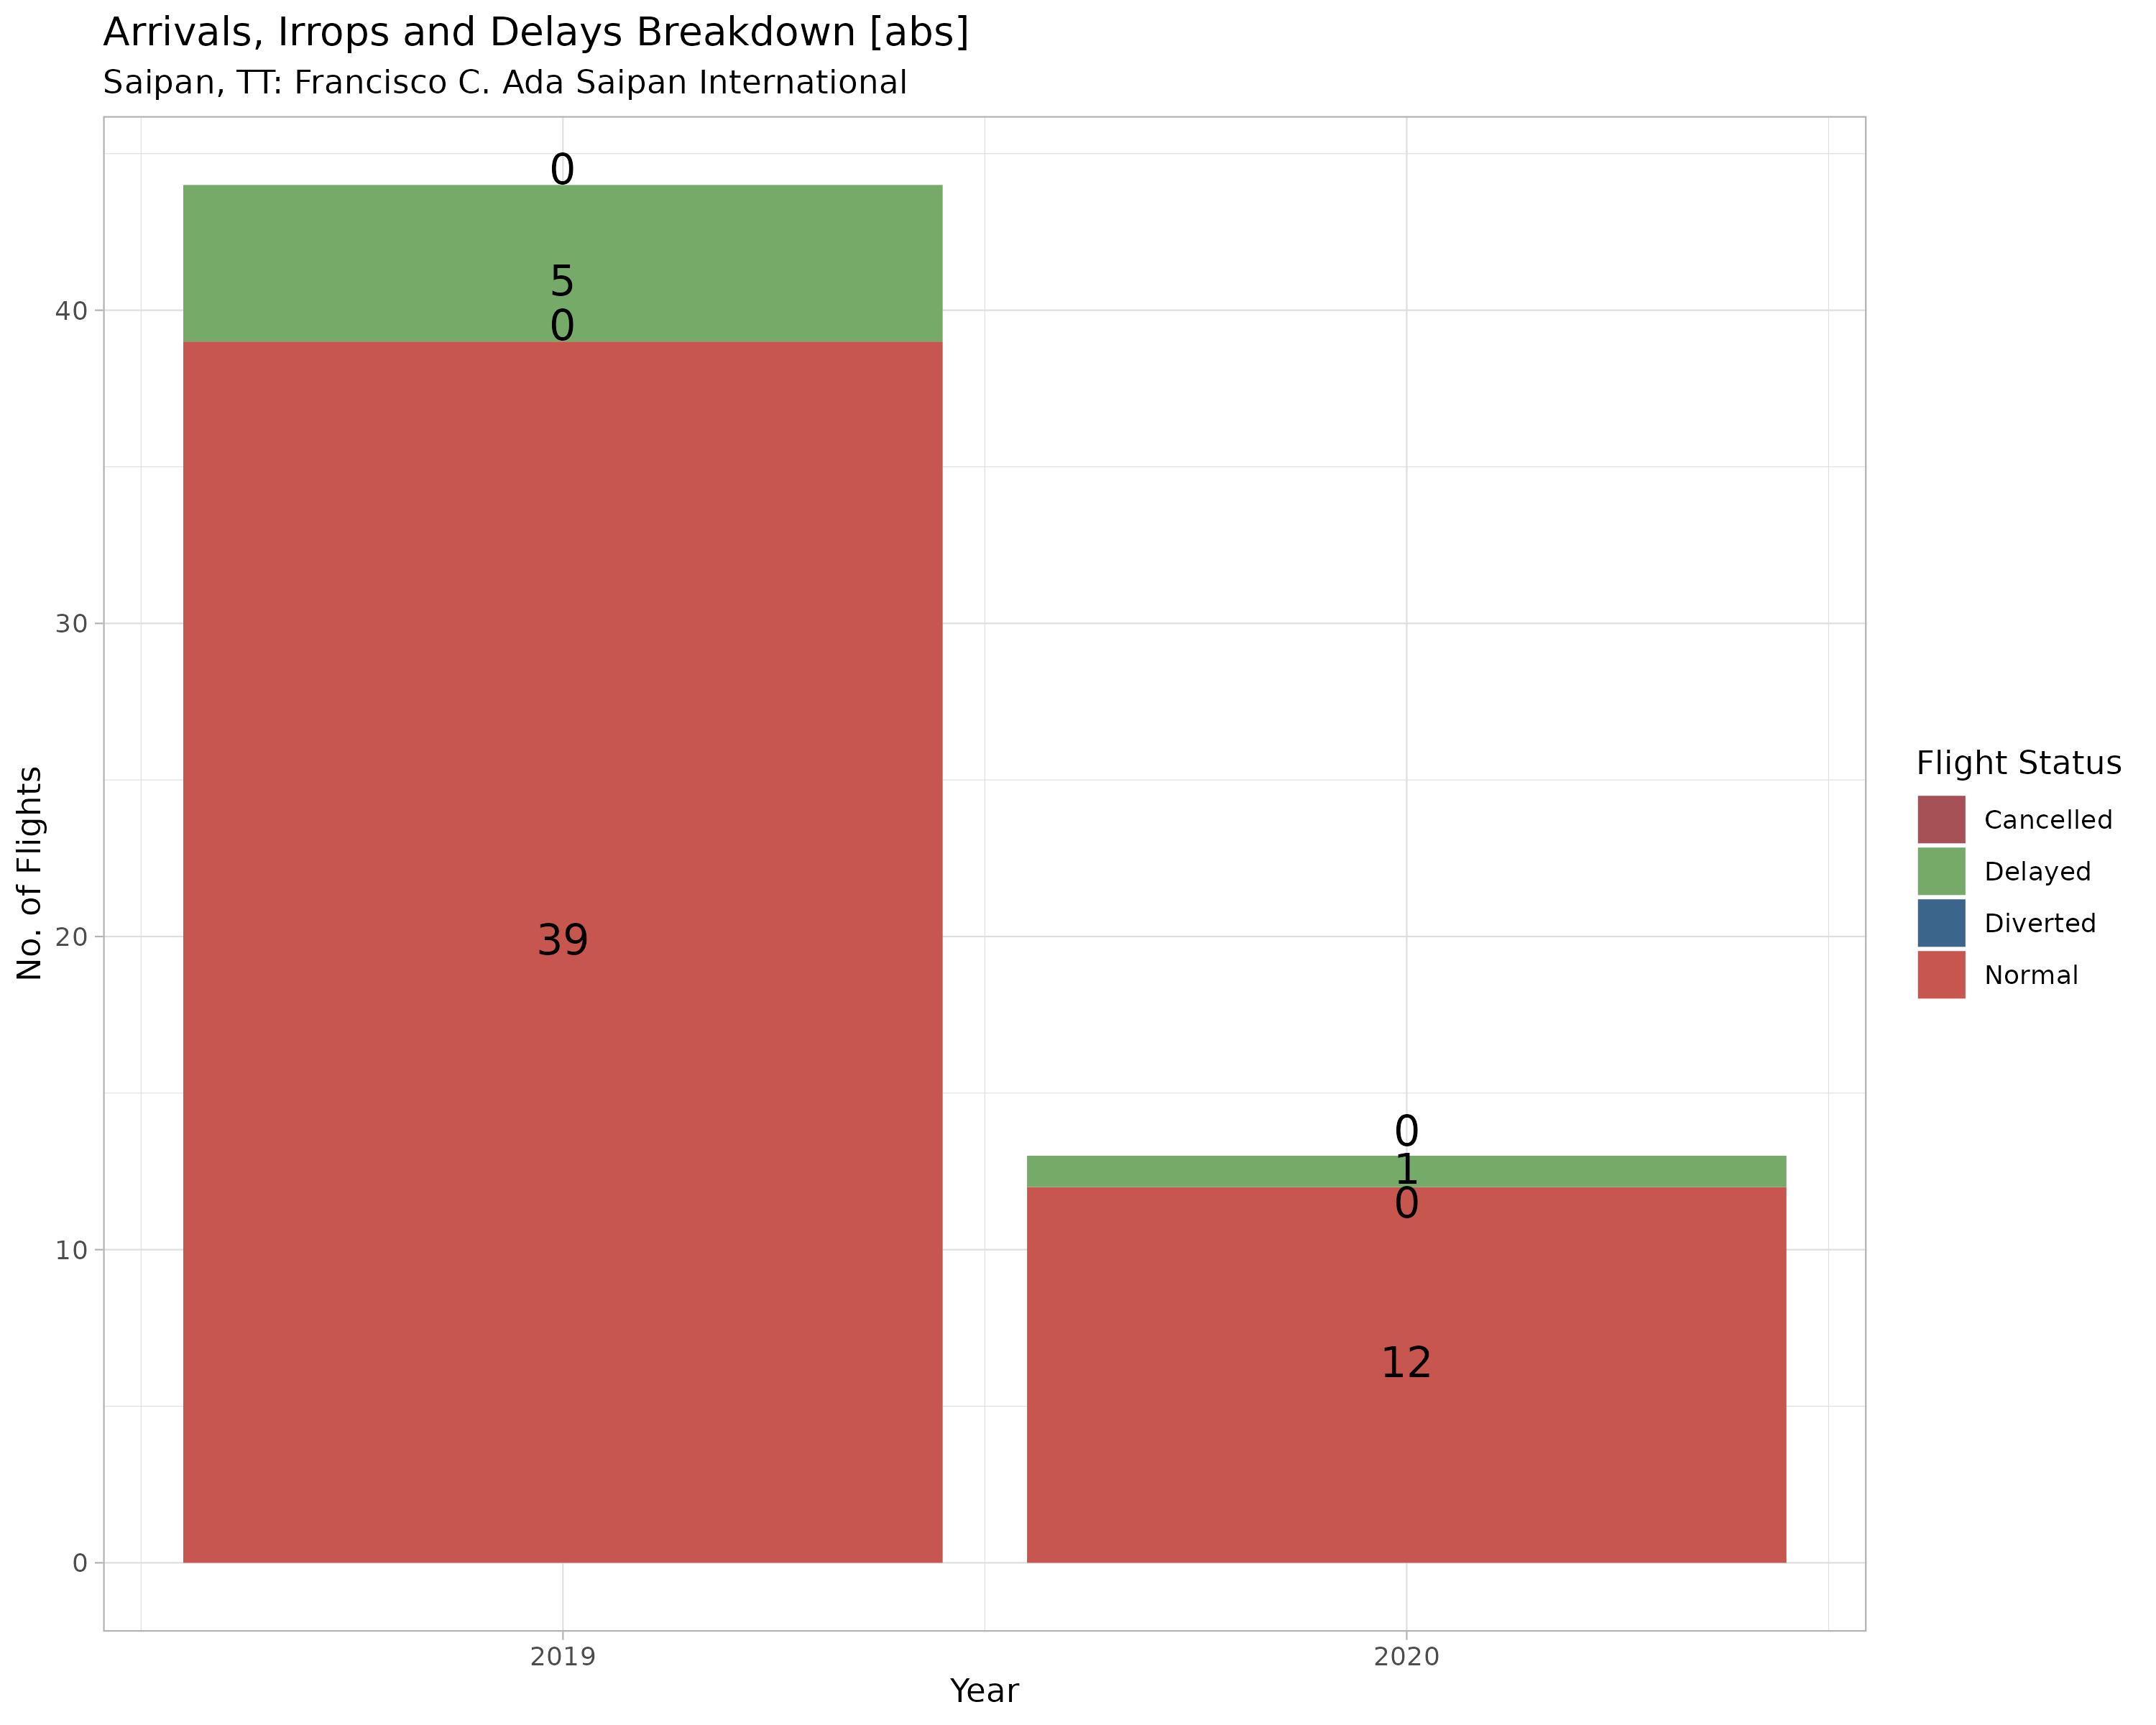 Arrivals, Irrops and Delays Breakdown [abs]
Saipan, TT: Francisco C. Ada Saipan International
No. of Flights
40
30
20
10
0
0
5
0
39
0
1
0
12
2019
2020
Year
Flight Status
Cancelled
Delayed
Diverted
Normal